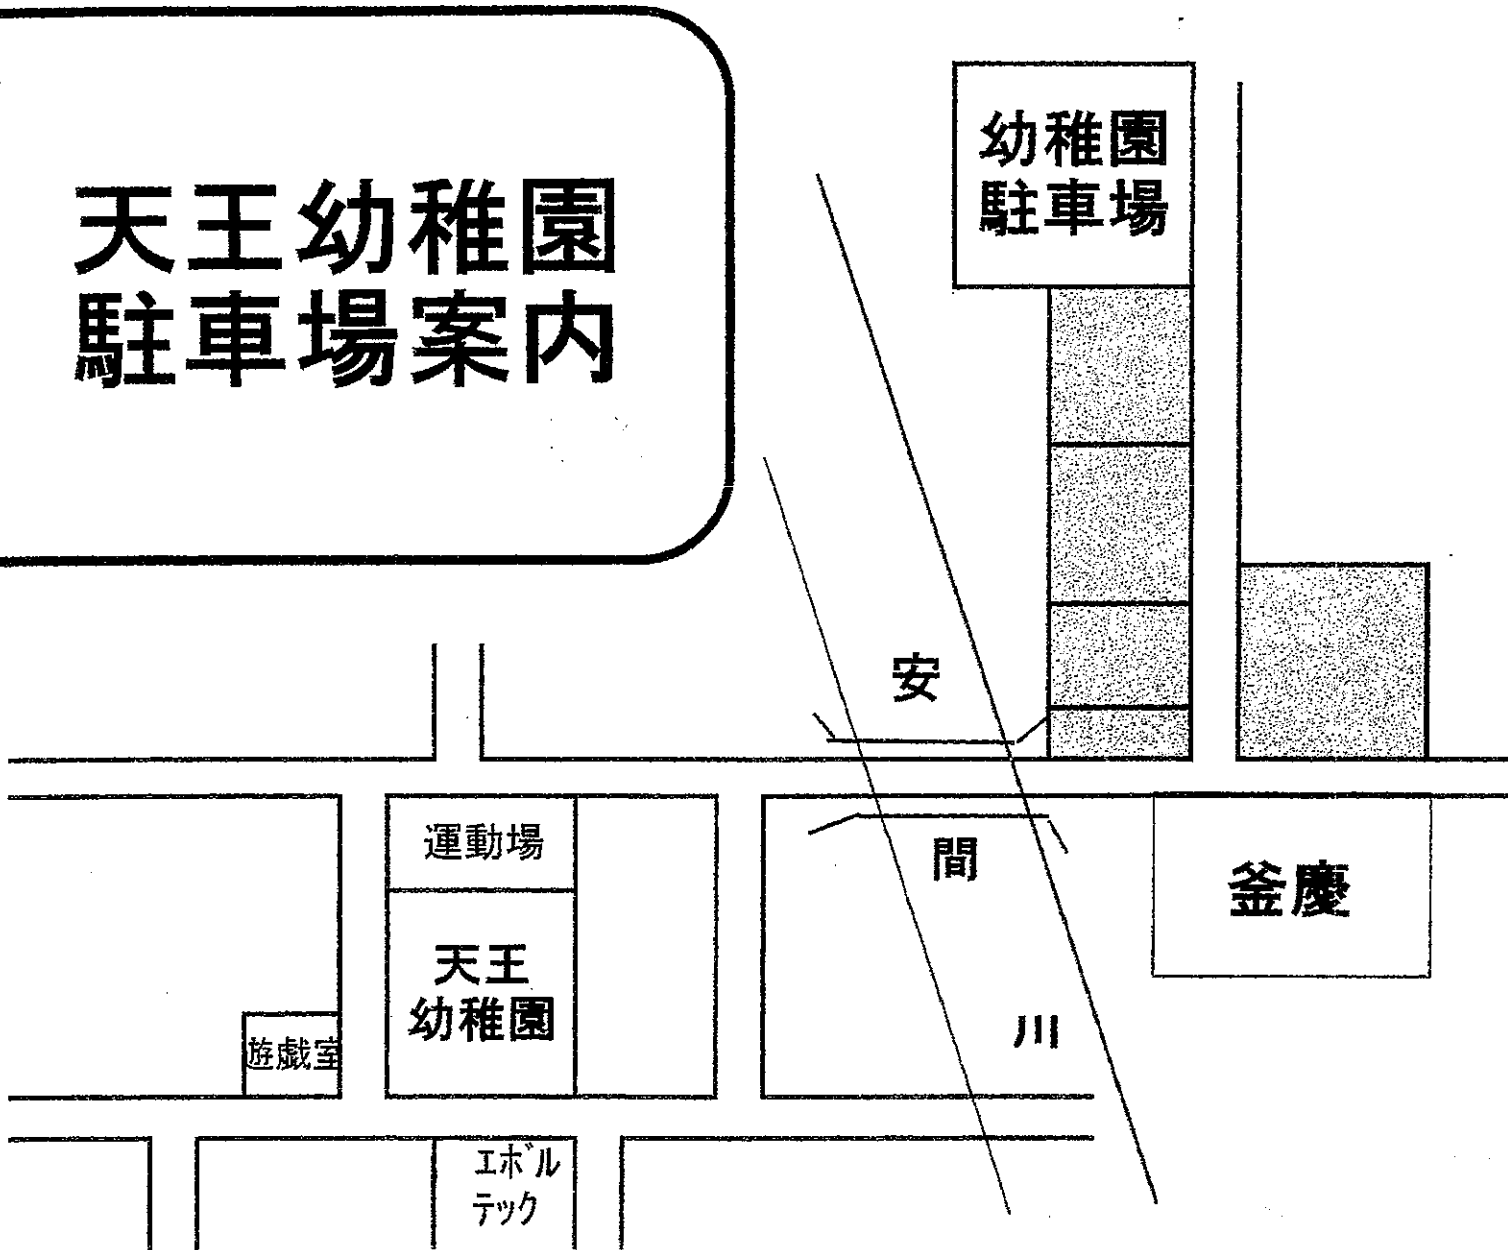 天王幼稚園
駐車場案内
幼稚園
駐車場
安
間
川
運動場
天王
幼稚園
遊戯室
釜慶
エボル
テック